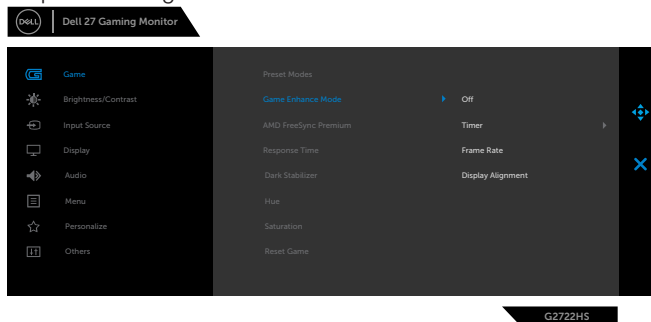 DELL
Dell 27 Gaming Monitor
Game
Preset Modes
Brightness/Contrast
Game Enhance Mode
Off
Input Source
AMD FreeSync Premium
Timer
Display
Response Time
Frame Rate
Audio
Dark Stabilizer
Display Alignment
Menu
Hue
Personalize
Saturation
Others
Reset Game
G2722HS